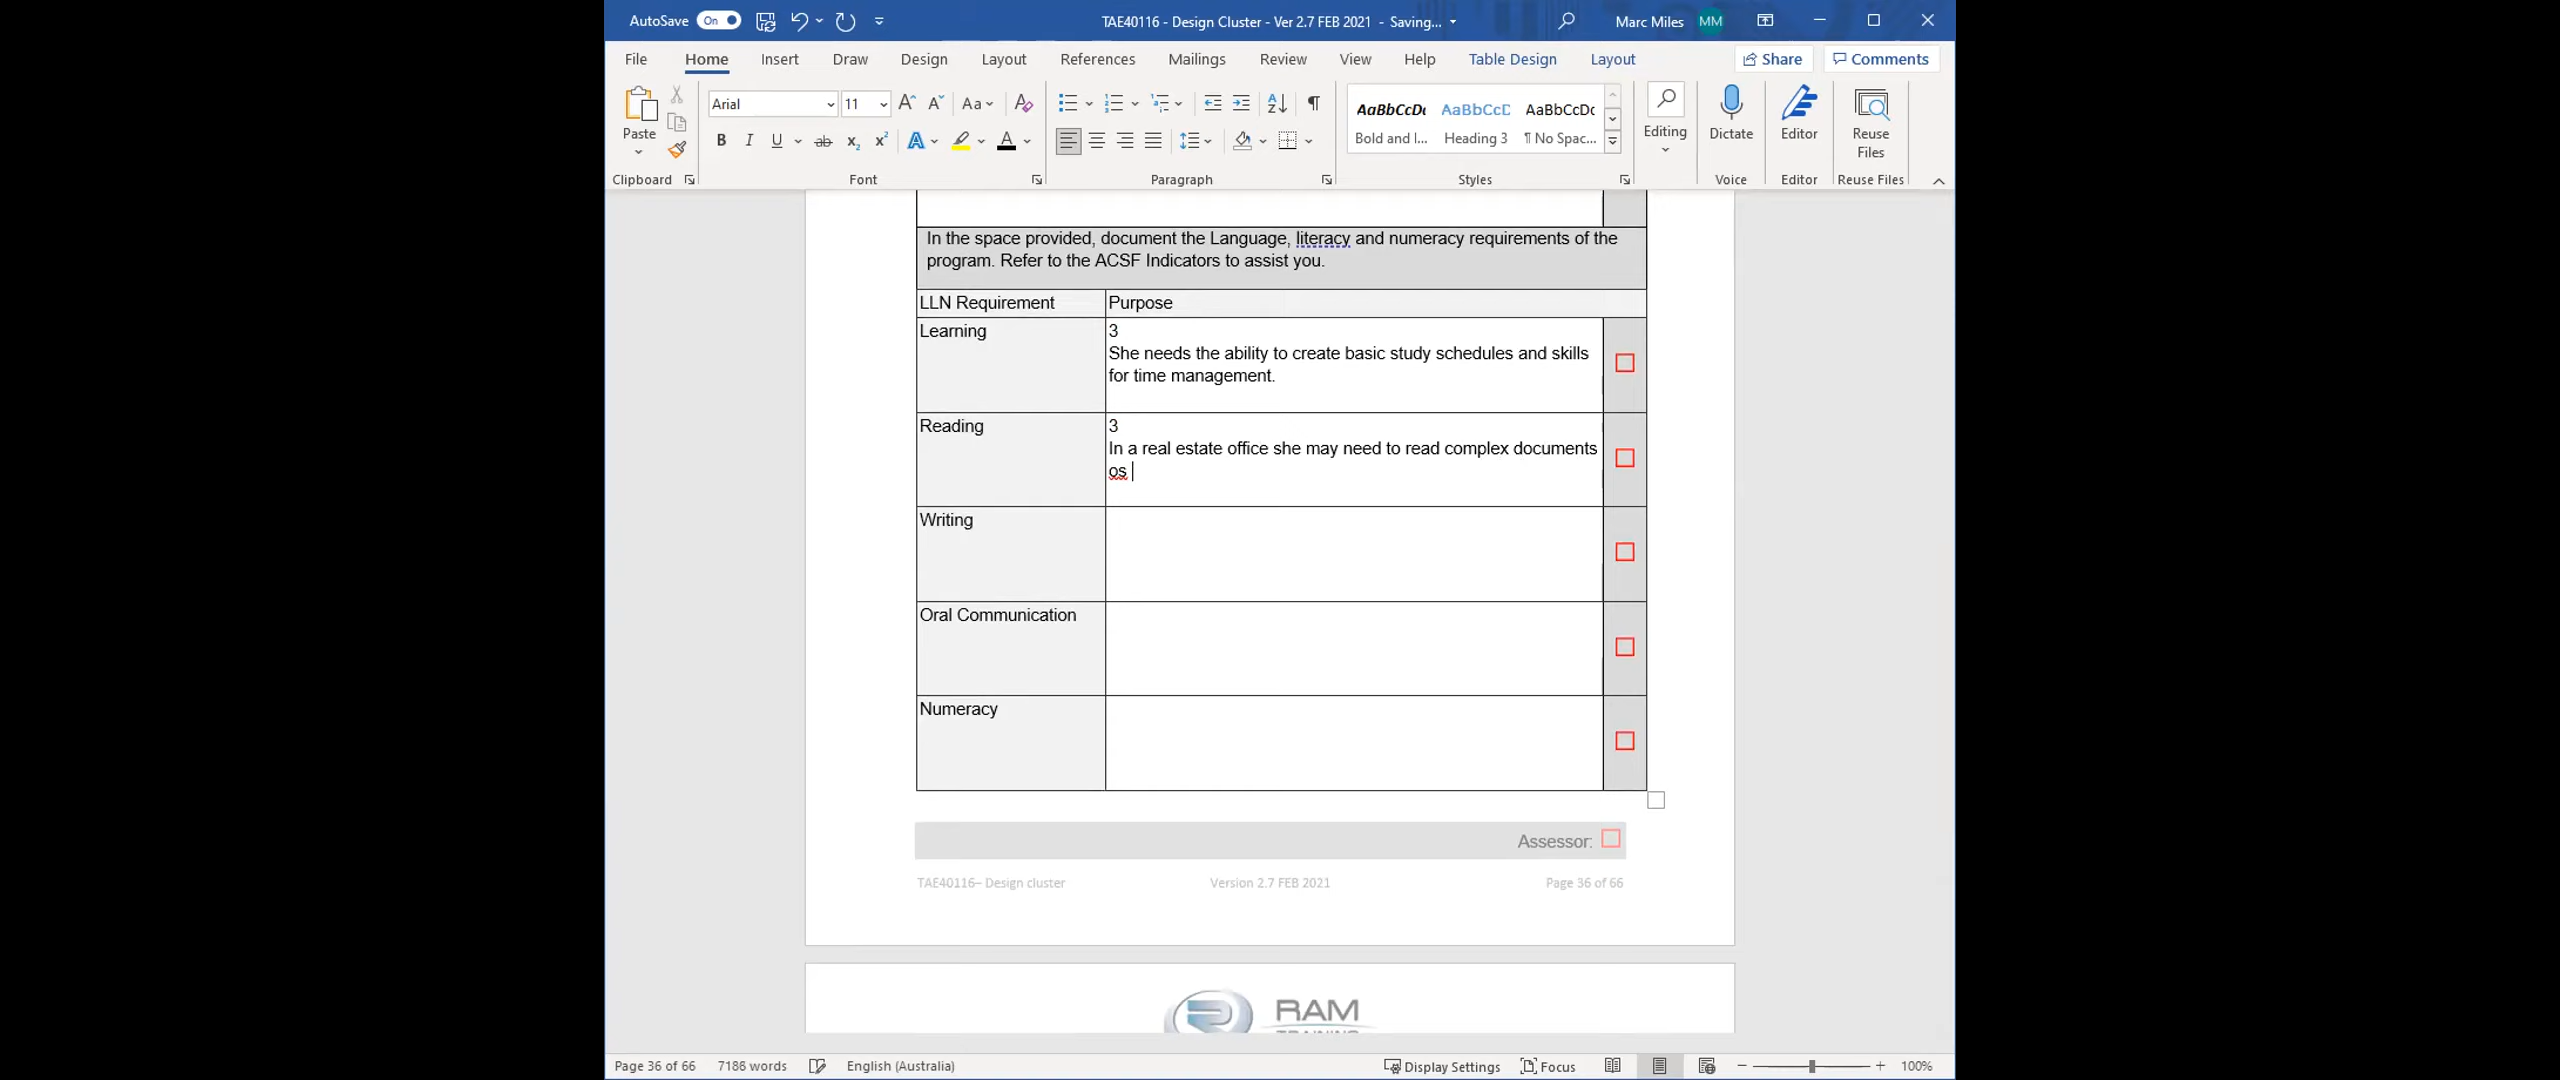 AutoSave On TAE40116 - Design Cluster - Ver 2.7 FEB 2021 - Saving... Marc Miles MM
File Home Insert Draw Design Layout References Mailings Review View Help Table Design Layout Share Comments
Paste
Clipboard
Arial 11
Font
Paragraph
AaBbCcDc AaBbCcD AaBbCcDc
Bold and I... Heading 3 ¶ No Spac...
Styles
Editing
Dictate
Voice
Editor
Editor
Reuse
Files
Reuse Files
In the space provided, document the Language, literacy and numeracy requirements of the
program. Refer to the ACSF Indicators to assist you.
LLN Requirement Purpose
Learning 3
She needs the ability to create basic study schedules and skills
for time management.
Reading 3
In a real estate office she may need to read complex documents
os
Writing
Oral Communication
Numeracy
Assessor:
TAE40116– Design cluster Version 2.7 FEB 2021 Page 36 of 66
RAM
TRAINING
Page 36 of 66 7188 words English (Australia) Display Settings Focus 100%